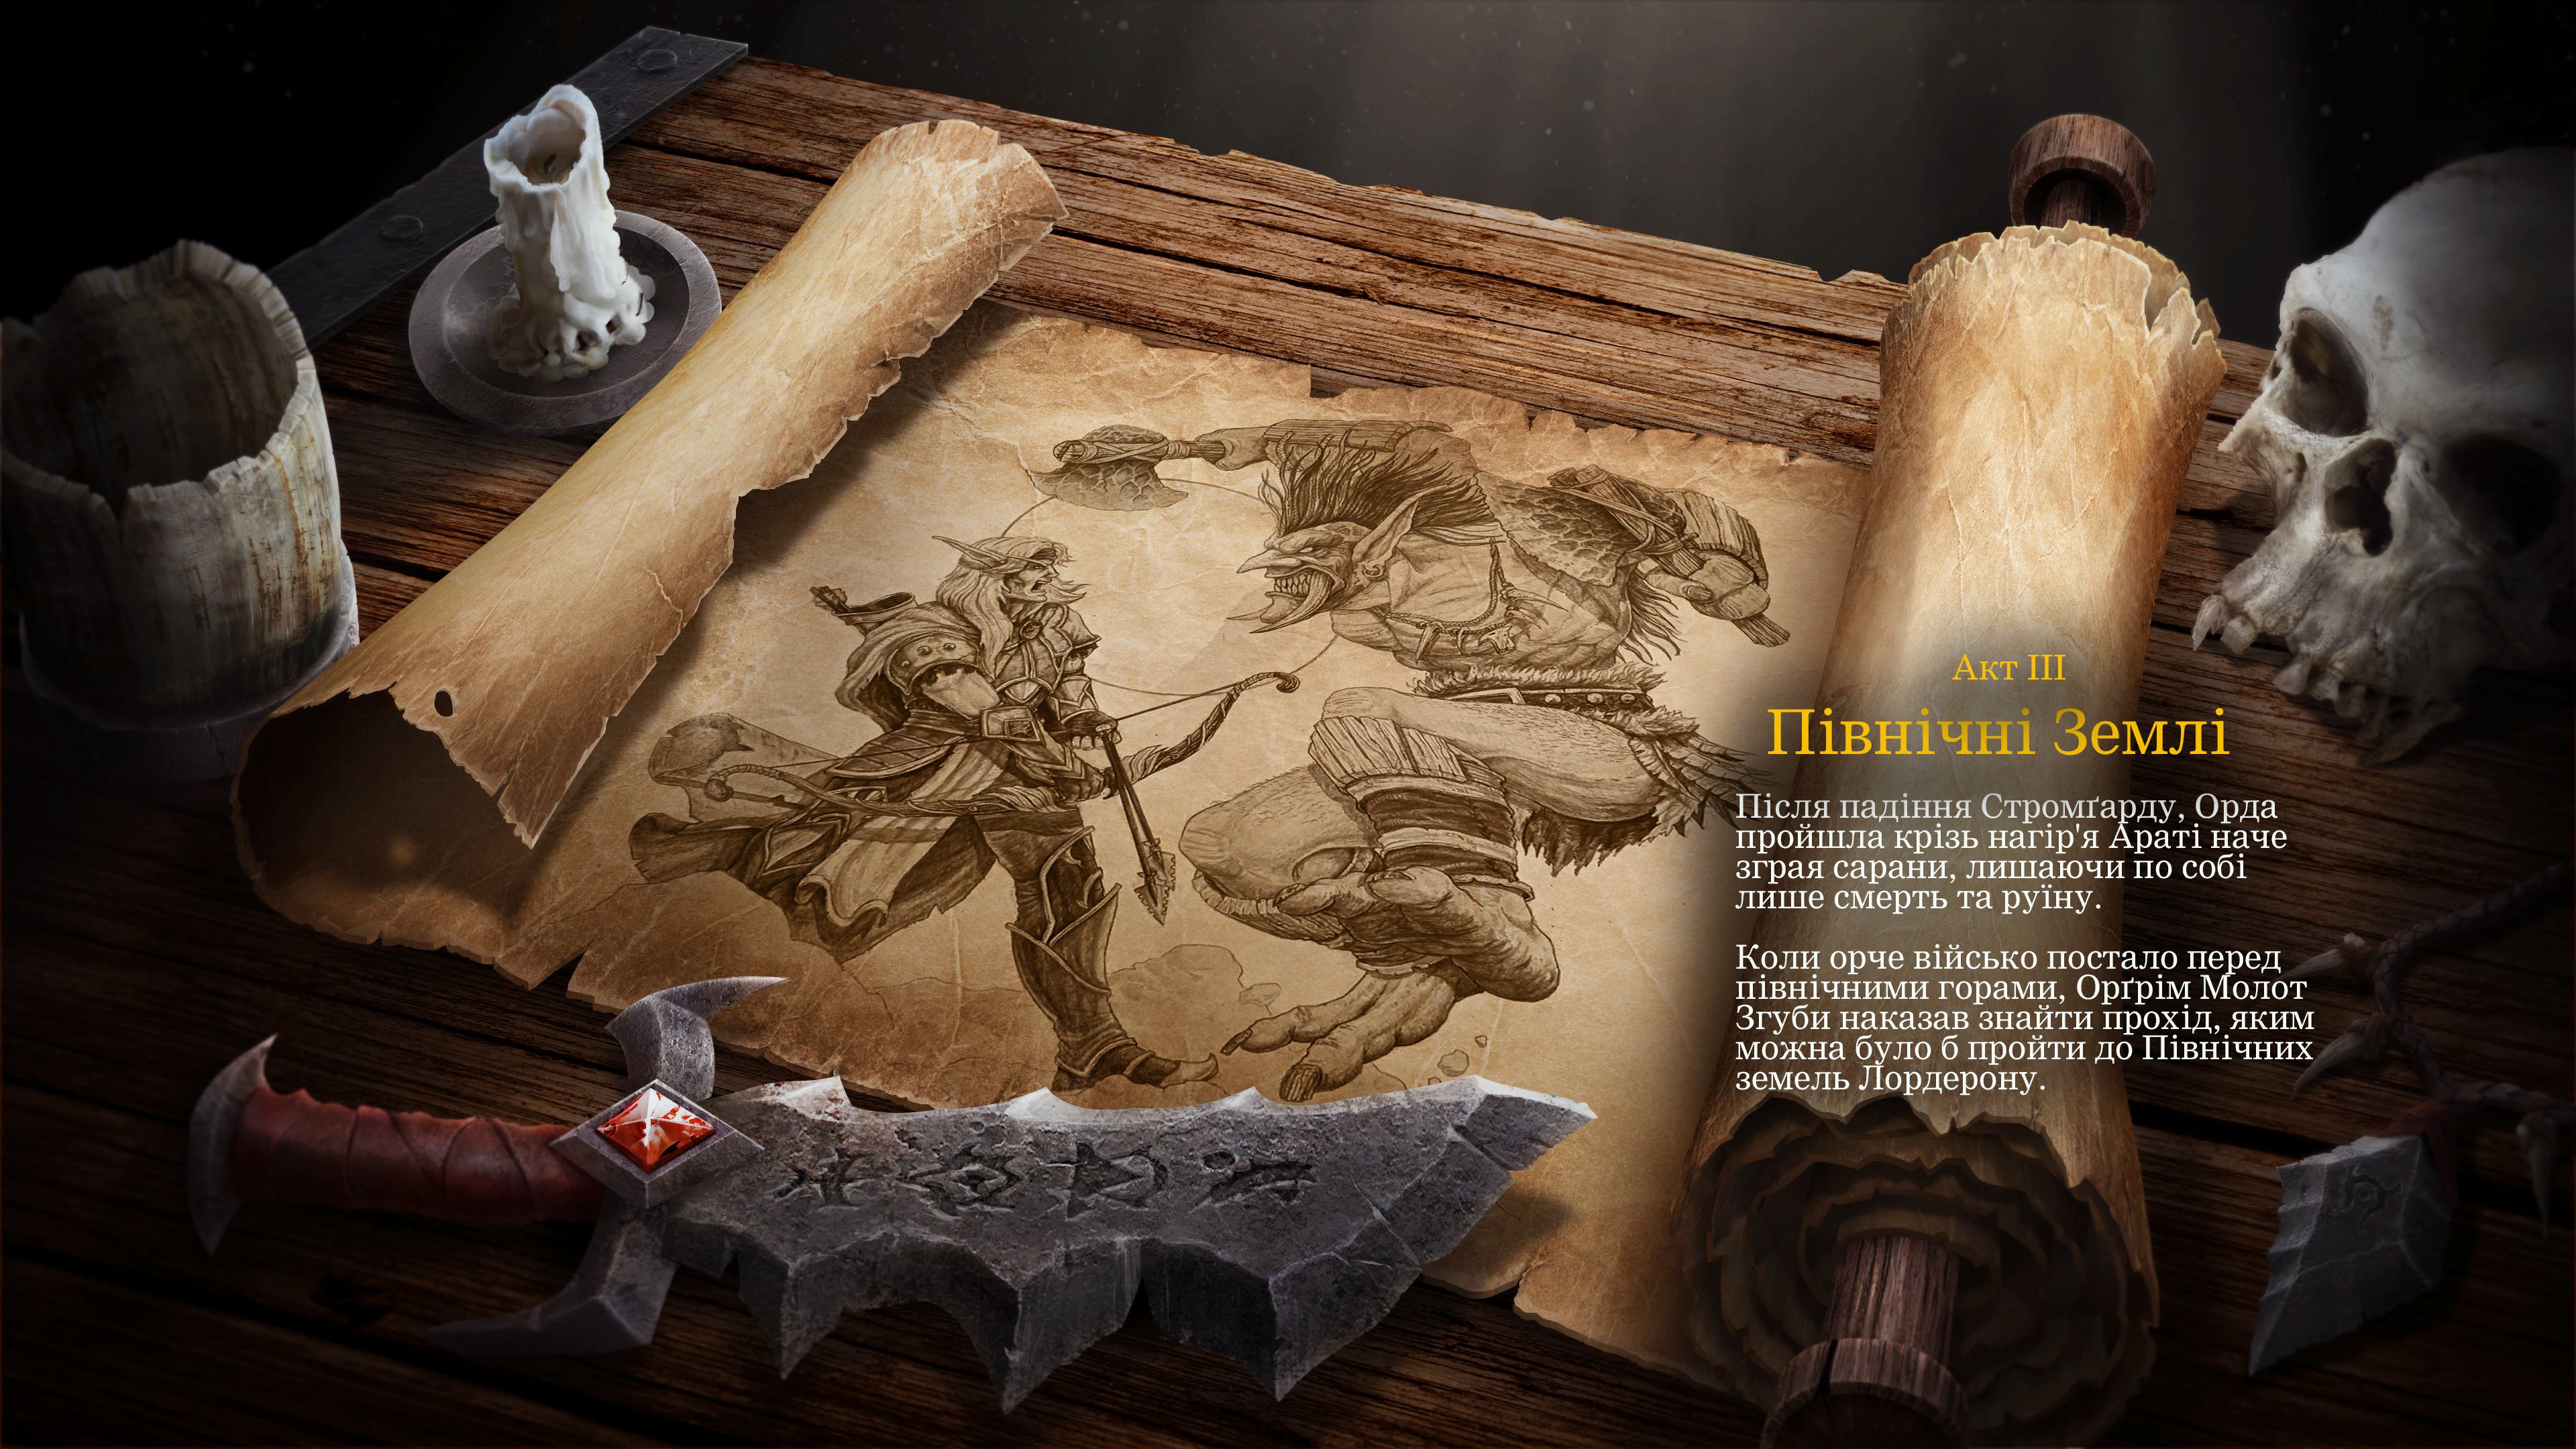 Акт III
Північні Землі
Після падіння Стромґарду, Орда
пройшла крізь нагір'я Араті наче
зграя сарани, лишаючи по собі
лише смерть та руїну.
Коли орче військо постало перед
північними горами, Орґрім Молот
Згуби наказав знайти прохід, яким
можна було б пройти до Північних
земель Лордерону.